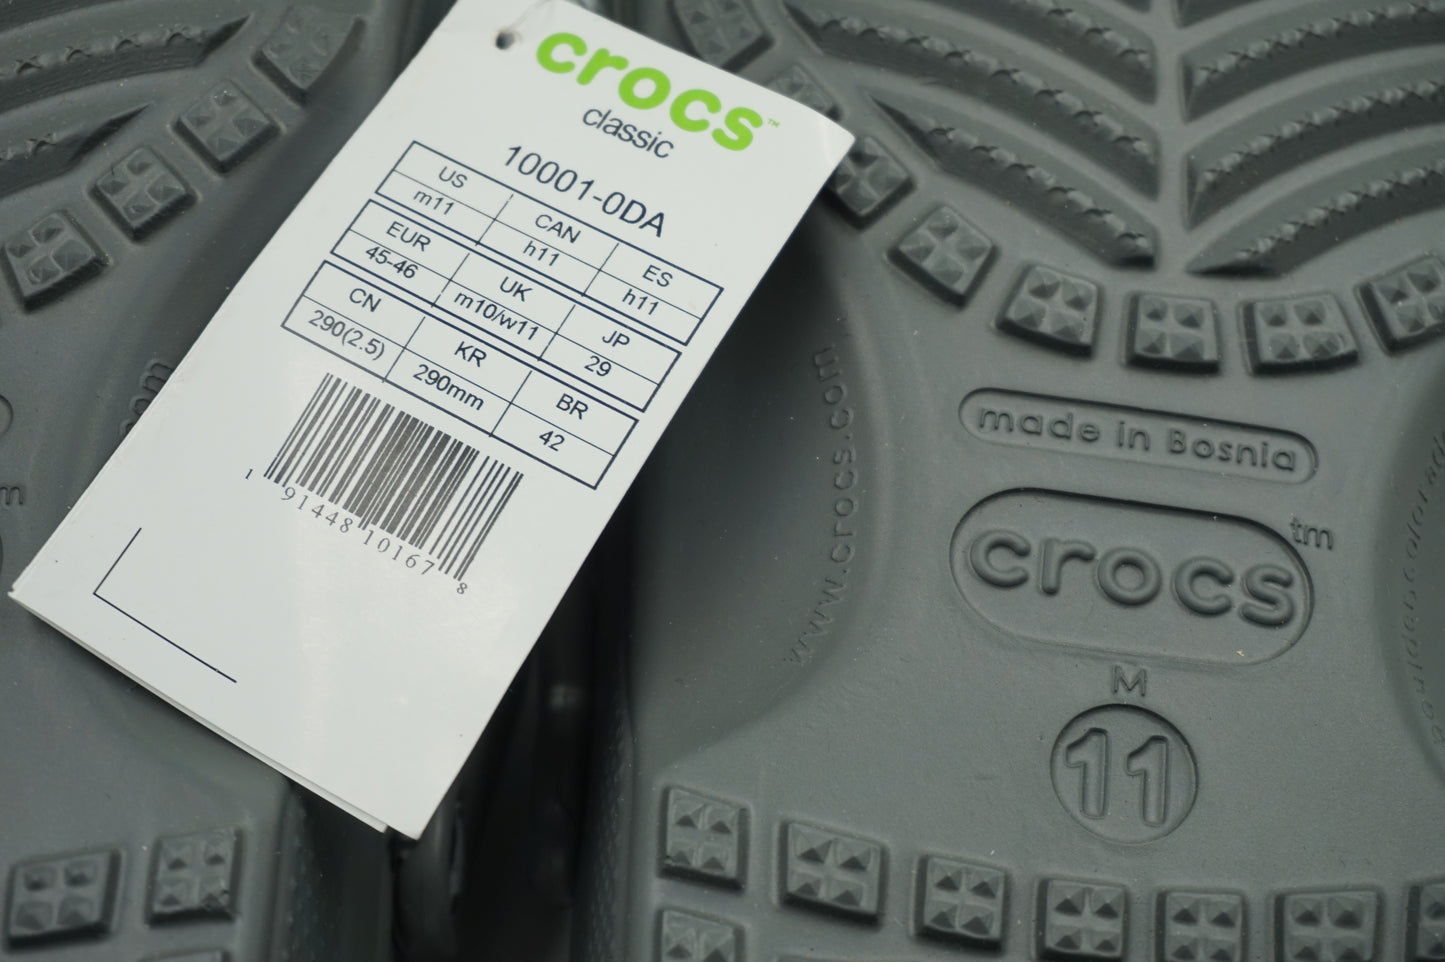 crocs™
classic
10001-0DA
US CAN ES
m11 h11 h11
EUR UK JP
45-46 m10/w11 29
CN KR BR
290(2.5) 290mm 42
1 91448 10167 8
made in Bosnia
crocs tm
M
11
www.crocs.com